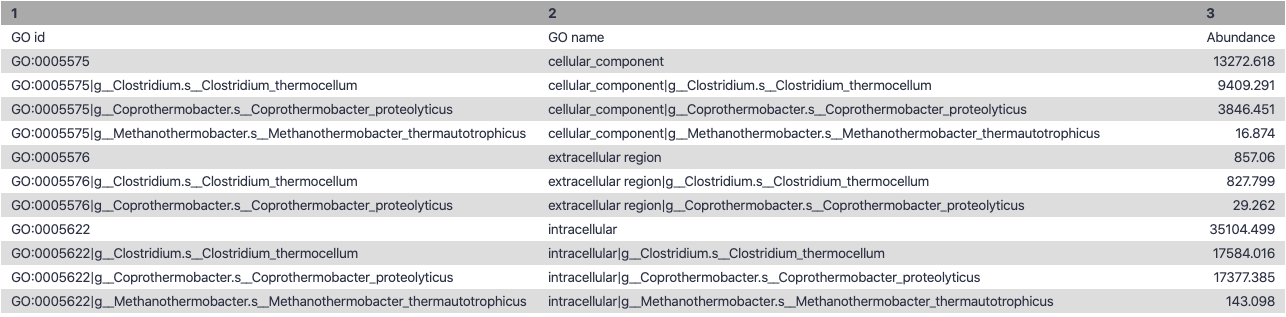 1 2 3
GO id GO name Abundance
GO:0005575 cellular_component 13272.618
GO:0005575|g__Clostridium.s__Clostridium_thermocellum cellular_component|g__Clostridium.s__Clostridium_thermocellum 9409.291
GO:0005575|g__Coprothermobacter.s__Coprothermobacter_proteolyticus cellular_component|g__Coprothermobacter.s__Coprothermobacter_proteolyticus 3846.451
GO:0005575|g__Methanothermobacter.s__Methanothermobacter_thermautotrophicus cellular_component|g__Methanothermobacter.s__Methanothermobacter_thermautotrophicus 16.874
GO:0005576 extracellular region 857.06
GO:0005576|g__Clostridium.s__Clostridium_thermocellum extracellular region|g__Clostridium.s__Clostridium_thermocellum 827.799
GO:0005576|g__Coprothermobacter.s__Coprothermobacter_proteolyticus extracellular region|g__Coprothermobacter.s__Coprothermobacter_proteolyticus 29.262
GO:0005622 intracellular 35104.499
GO:0005622|g__Clostridium.s__Clostridium_thermocellum intracellular|g__Clostridium.s__Clostridium_thermocellum 17584.016
GO:0005622|g__Coprothermobacter.s__Coprothermobacter_proteolyticus intracellular|g__Coprothermobacter.s__Coprothermobacter_proteolyticus 17377.385
GO:0005622|g__Methanothermobacter.s__Methanothermobacter_thermautotrophicus intracellular|g__Methanothermobacter.s__Methanothermobacter_thermautotrophicus 143.098